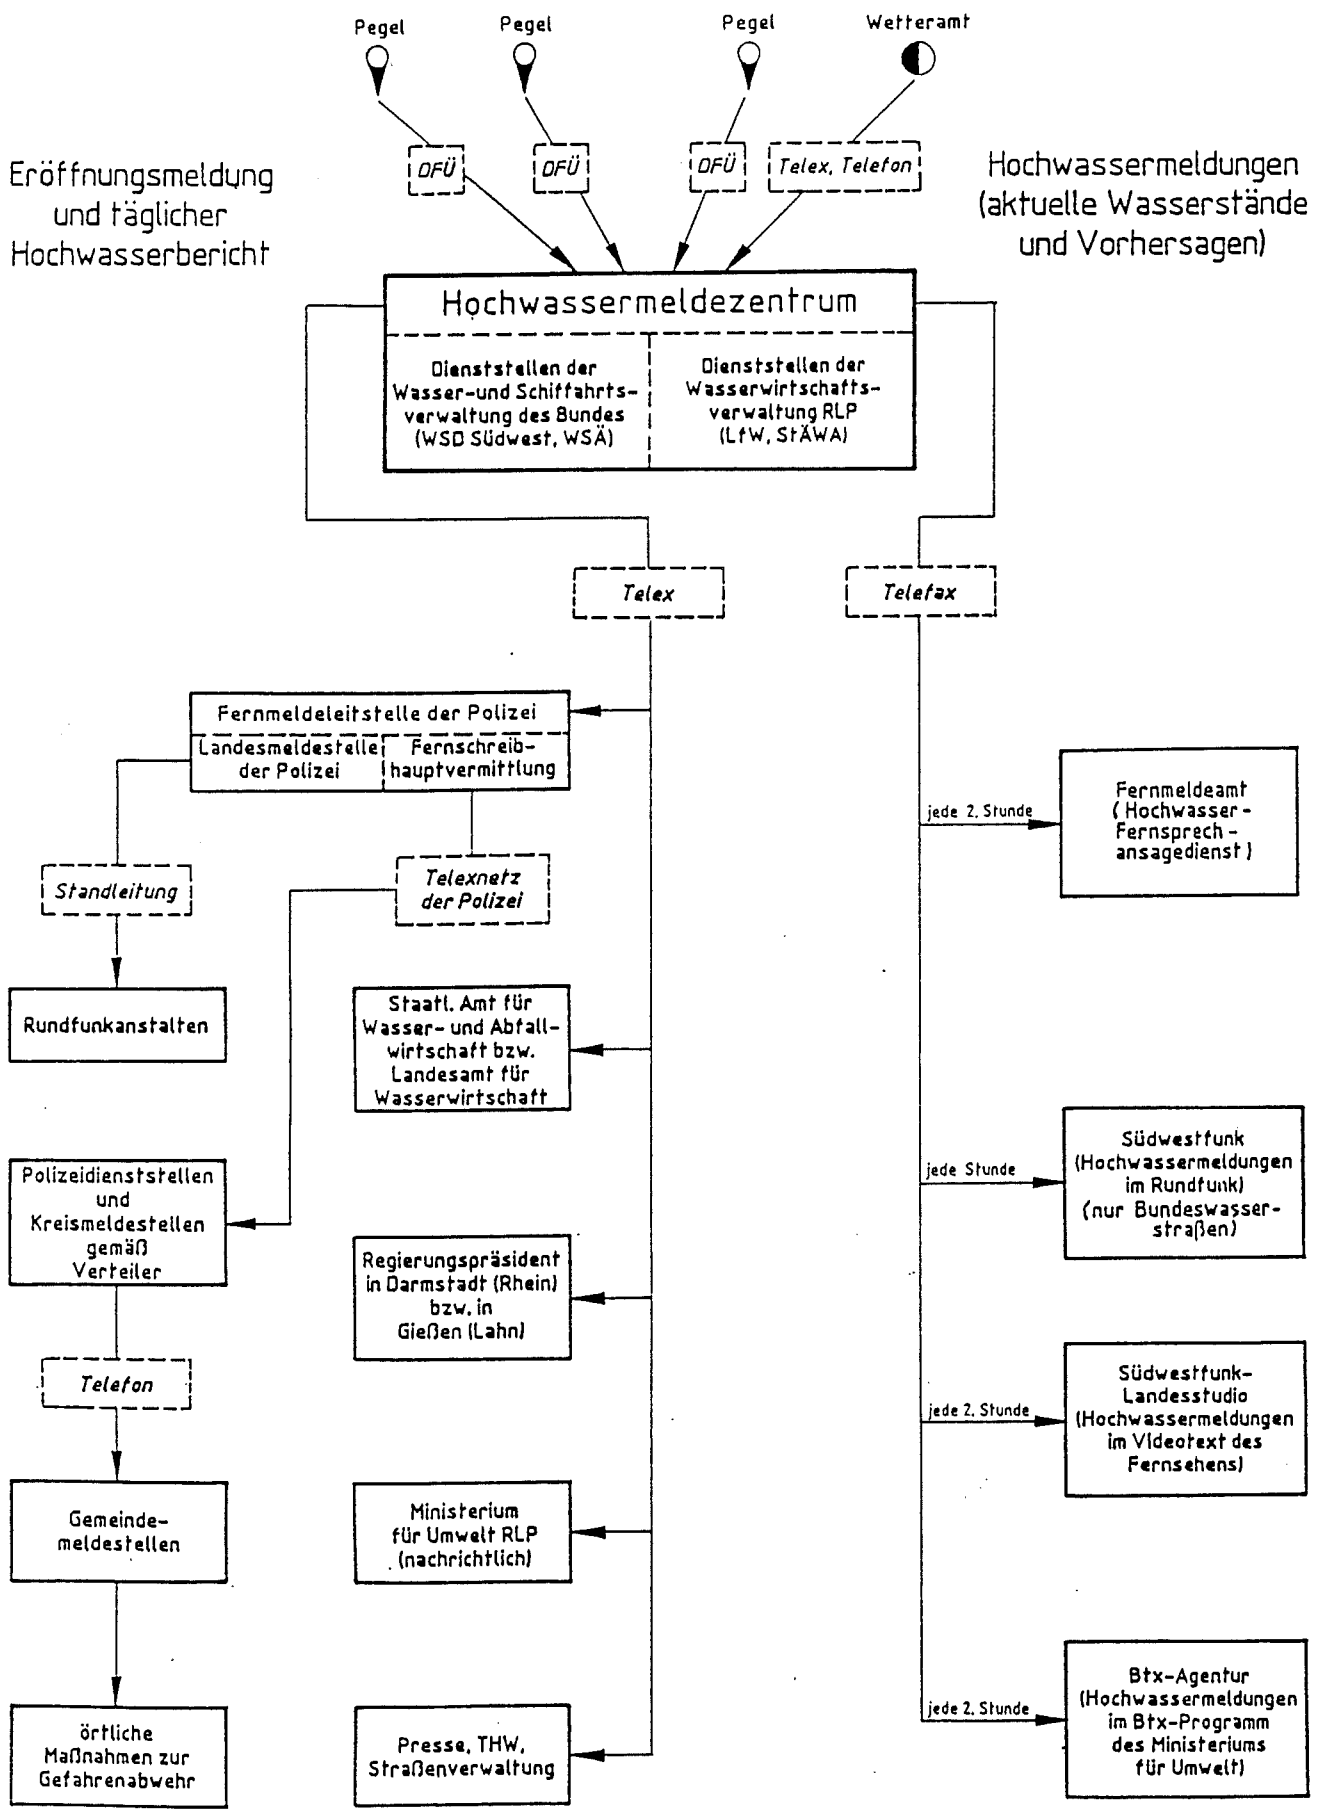 Pegel
Pegel
Pegel
Wetteramt
DFÜ
DFÜ
DFÜ
Telex, Telefon
Eröffnungsmeldung
und täglicher
Hochwasserbericht
Hochwassermeldungen
(aktuelle Wasserstände
und Vorhersagen)
Hochwassermeldezentrum
Dienststellen der
Wasser-und Schiffahrts-
verwaltung des Bundes
(WSD Südwest, WSÄ)
Dienststellen der
Wasserwirtschafts-
verwaltung RLP
(LfW, StÄWA)
Telex
Telefax
Fernmeldeleitstelle der Polizei
Landesmeldestelle
der Polizei
Fernschreib-
hauptvermittlung
Standleitung
Telexnetz
der Polizei
Rundfunkanstalten
Staatl. Amt für
Wasser- und Abfall-
wirtschaft bzw.
Landesamt für
Wasserwirtschaft
Polizeidienststellen
und
Kreismeldestellen
gemäß
Verteiler
Regierungspräsident
in Darmstadt (Rhein)
bzw. in
Gießen (Lahn)
Telefon
Gemeinde-
meldestellen
Ministerium
für Umwelt RLP
(nachrichtlich)
örtliche
Maßnahmen zur
Gefahrenabwehr
Presse, THW,
Straßenverwaltung
jede 2. Stunde
Fernmeldeamt
(Hochwasser-
Fernsprech-
ansagedienst)
jede Stunde
Südwestfunk
(Hochwassermeldungen
im Rundfunk)
(nur Bundeswasser-
straßen)
jede 2. Stunde
Südwestfunk-
Landesstudio
(Hochwassermeldungen
im Videotext des
Fernsehens)
jede 2. Stunde
Btx-Agentur
(Hochwassermeldungen
im Btx-Programm
des Ministeriums
für Umwelt)